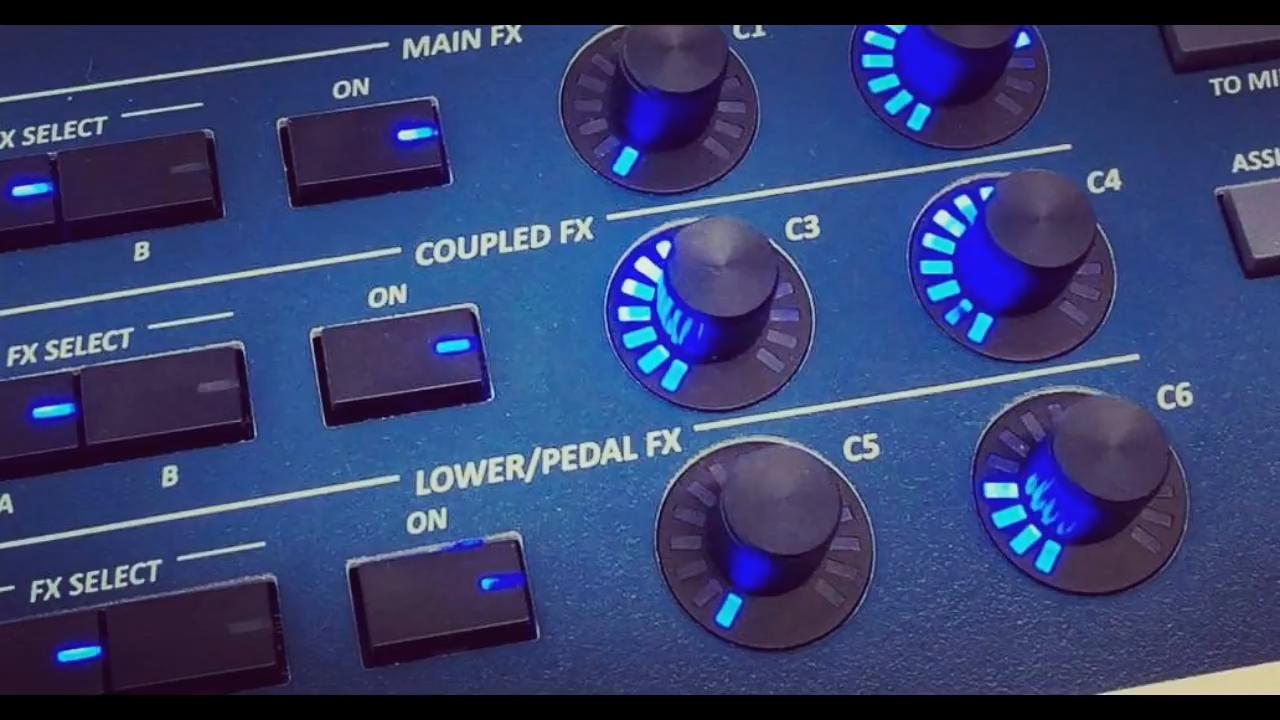 MAIN FX
C1
ON
X SELECT
TO MI
B
ASSI
COUPLED FX
C3
C4
ON
FX SELECT
B
A
LOWER/PEDAL FX
C5
C6
ON
FX SELECT